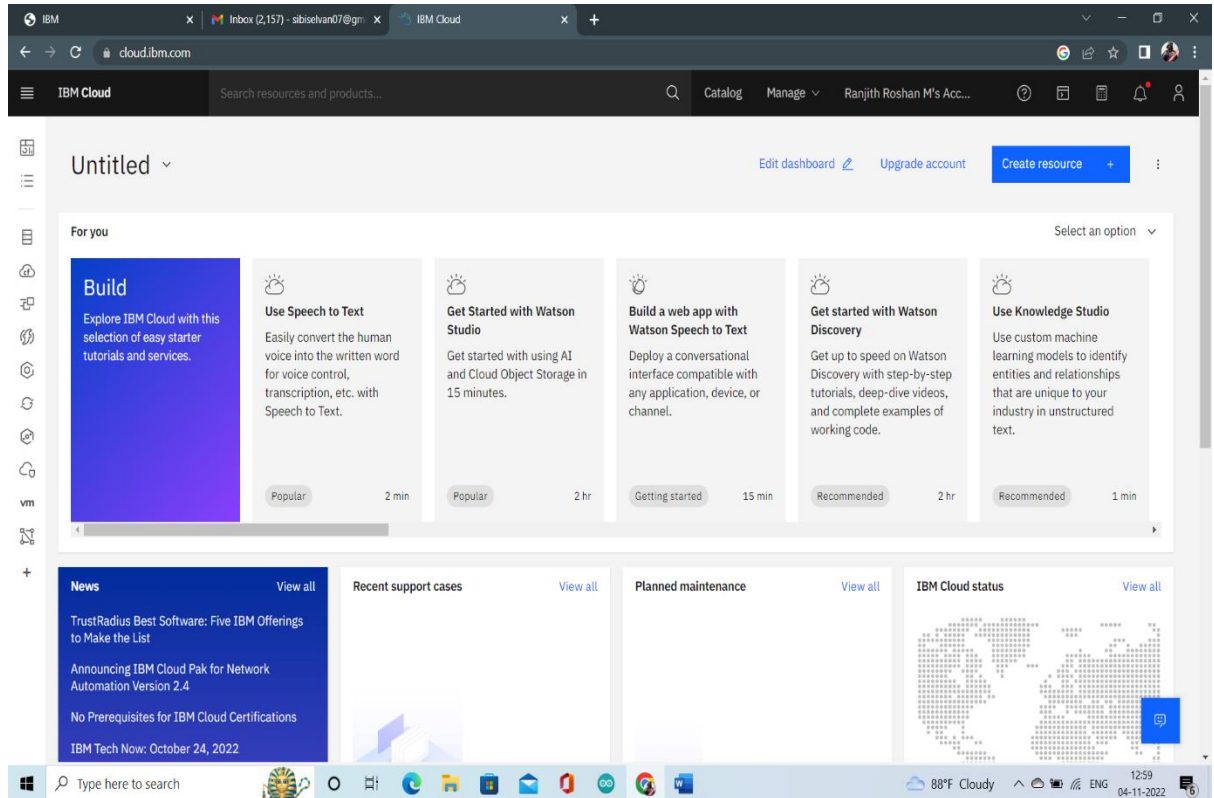 IBM
Inbox (2,157) - sibiselvan07@gm
IBM Cloud
cloud.ibm.com
IBM Cloud
Search resources and products...
Catalog
Manage
Ranjith Roshan M's Acc...
Untitled
Edit dashboard
Upgrade account
Create resource +
For you
Select an option
Build
Explore IBM Cloud with this
selection of easy starter
tutorials and services.
Use Speech to Text
Easily convert the human
voice into the written word
for voice control,
transcription, etc. with
Speech to Text.
Popular
2 min
Get Started with Watson
Studio
Get started with using AI
and Cloud Object Storage in
15 minutes.
Popular
2 hr
Build a web app with
Watson Speech to Text
Deploy a conversational
interface compatible with
any application, device, or
channel.
Getting started
15 min
Get started with Watson
Discovery
Get up to speed on Watson
Discovery with step-by-step
tutorials, deep-dive videos,
and complete examples of
working code.
Recommended
2 hr
Use Knowledge Studio
Use custom machine
learning models to identify
entities and relationships
that are unique to your
industry in unstructured
text.
Recommended
1 min
vm
News
View all
TrustRadius Best Software: Five IBM Offerings
to Make the List
Announcing IBM Cloud Pak for Network
Automation Version 2.4
No Prerequisites for IBM Cloud Certifications
IBM Tech Now: October 24, 2022
Recent support cases
View all
Planned maintenance
View all
IBM Cloud status
View all
Type here to search
88°F Cloudy
ENG
12:59
04-11-2022
6